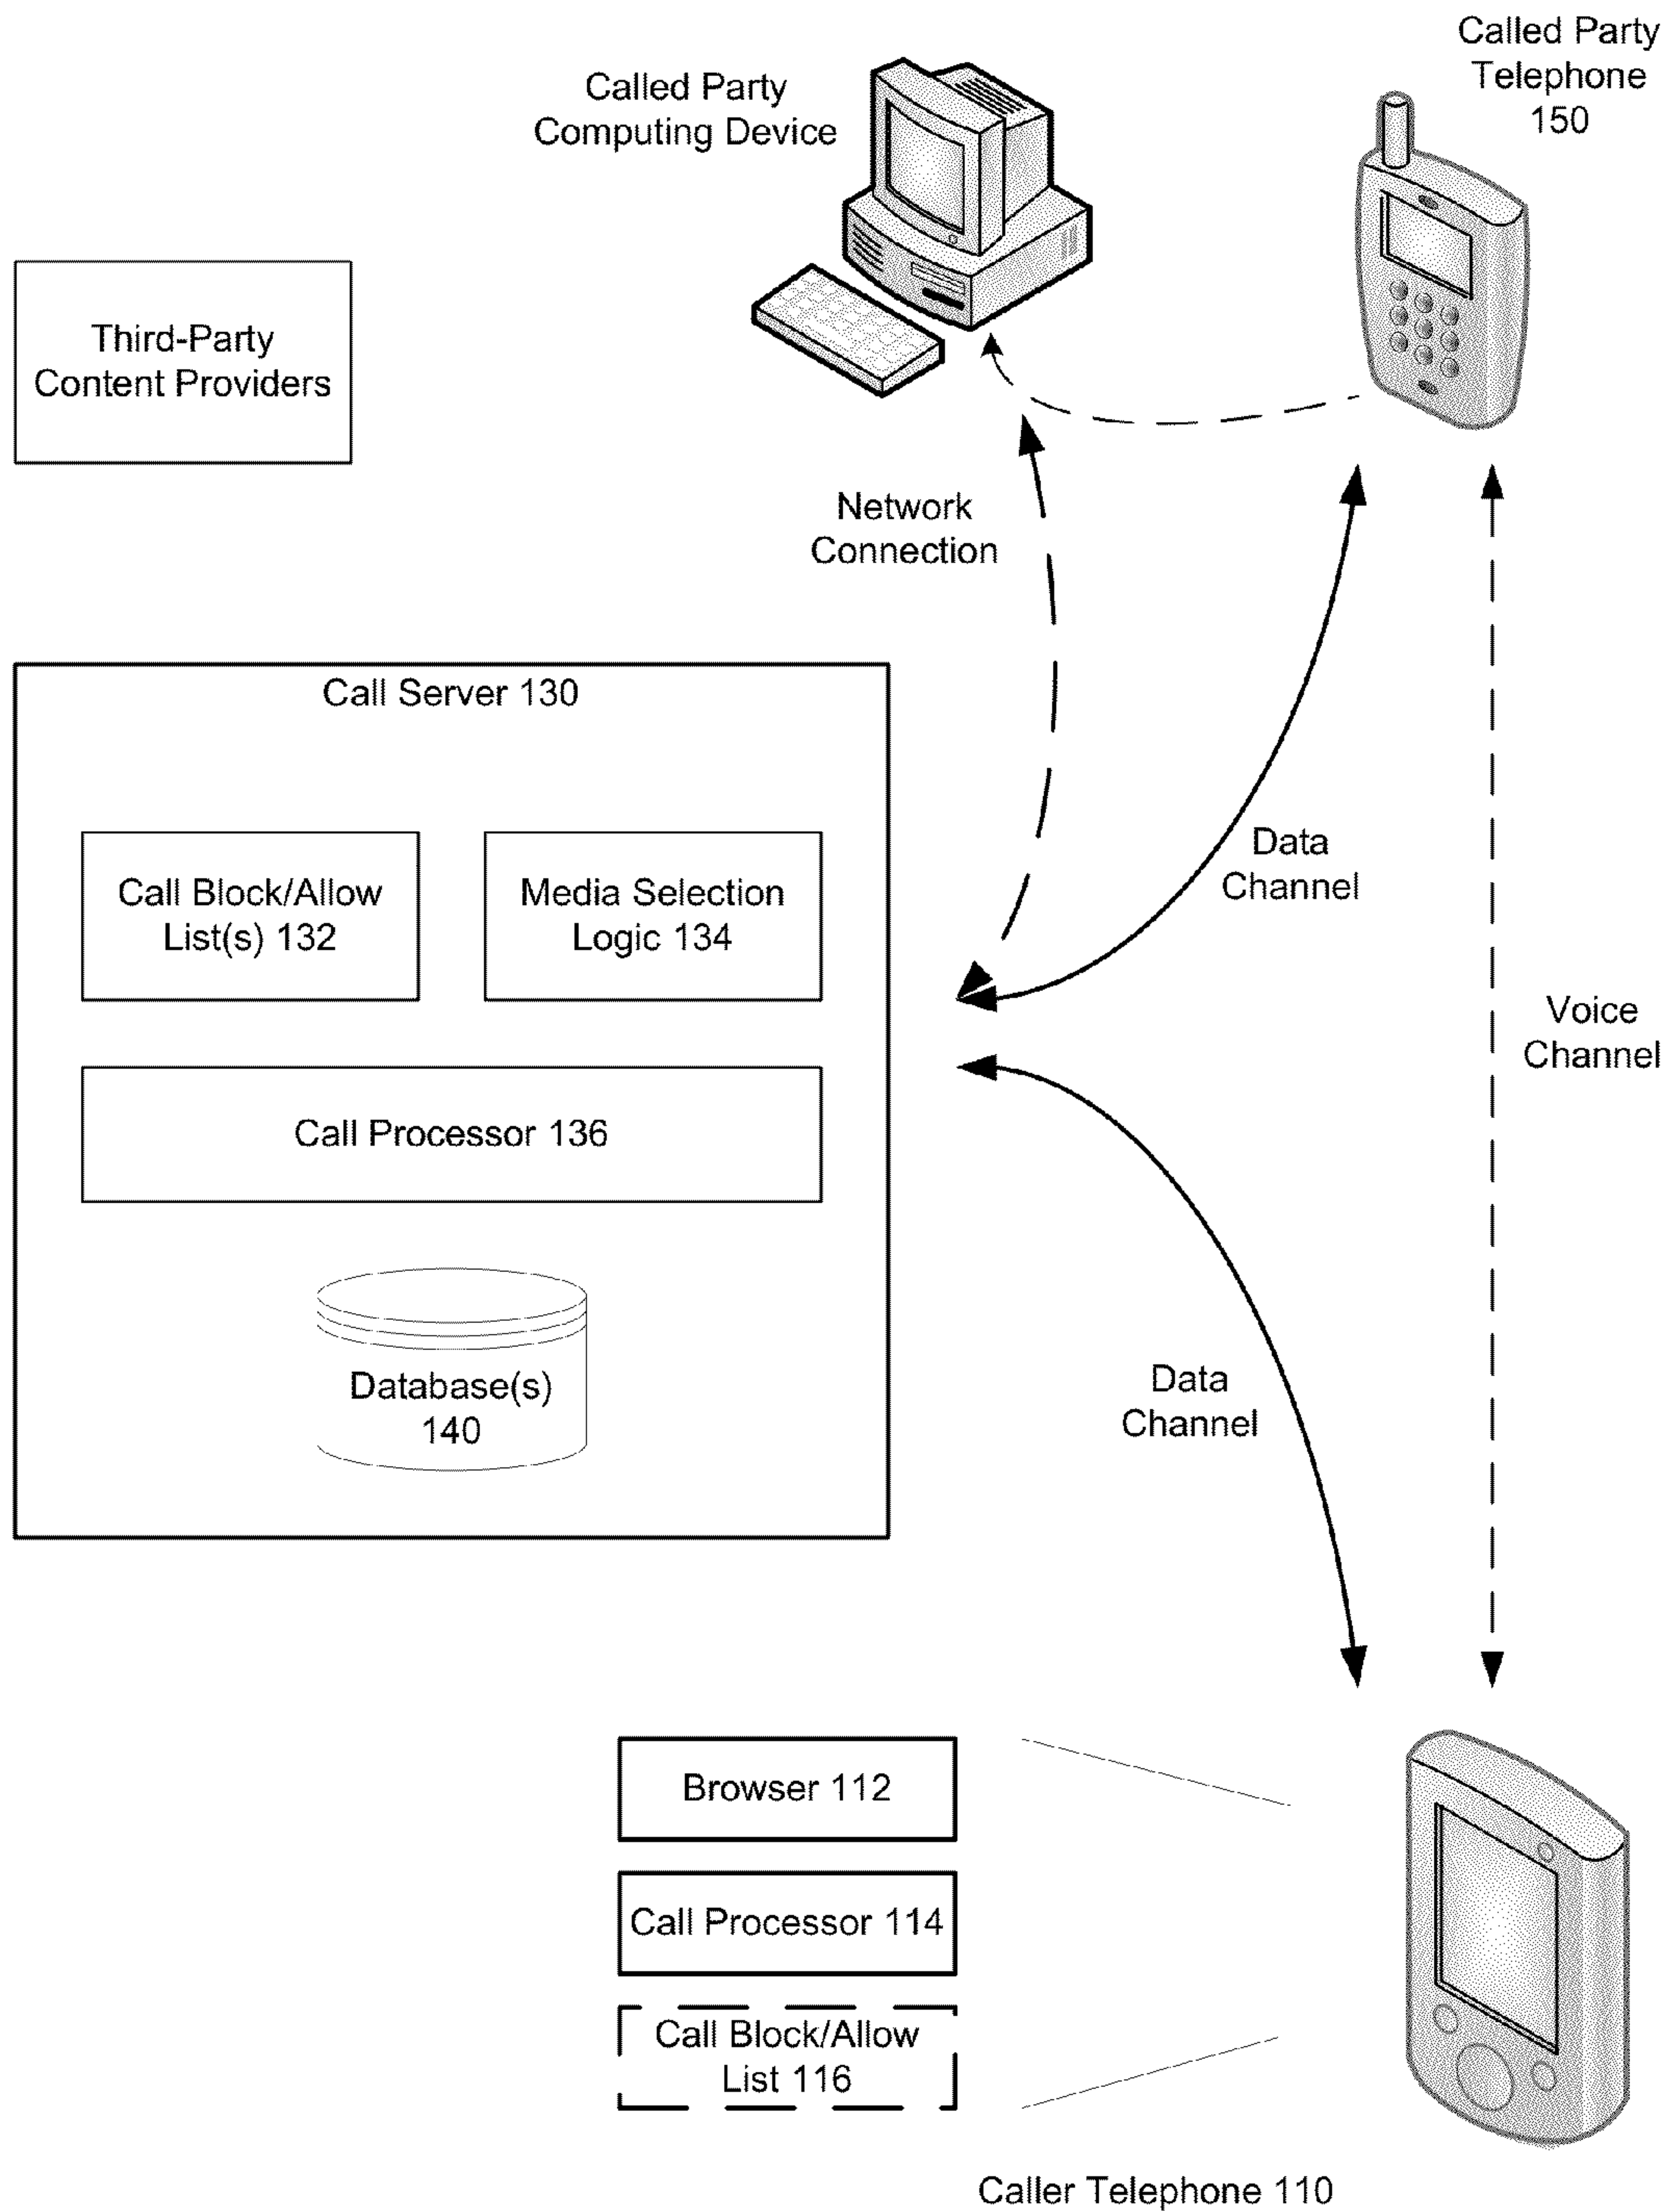 Called Party
Telephone
150
Called Party
Computing Device
Third-Party
Content Providers
Network
Connection
Call Server 130
Call Block/Allow
List(s) 132
Media Selection
Logic 134
Data
Channel
Voice
Channel
Call Processor 136
Database(s)
140
Data
Channel
Browser 112
Call Processor 114
Call Block/Allow
List 116
Caller Telephone 110